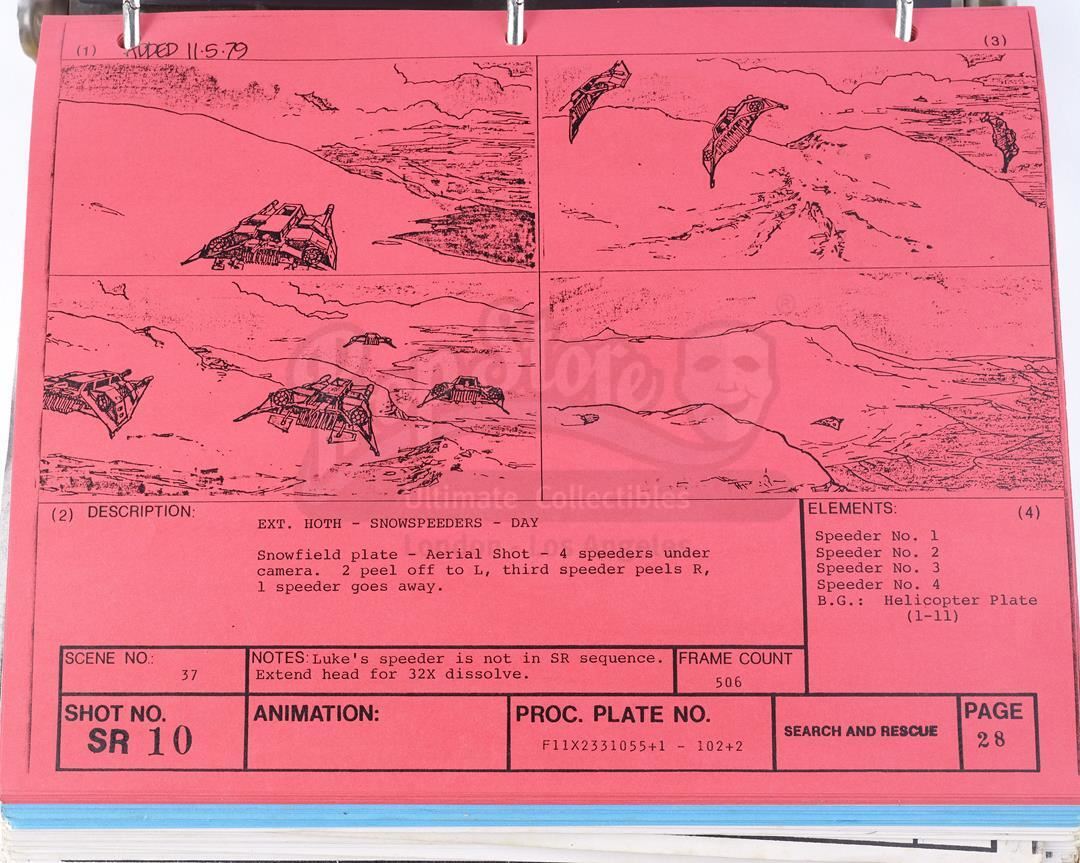 (1) ADDED 11·5·79
(3)
PropStore®
Ultimate Collectibles
London - Los Angeles
(2) DESCRIPTION:
EXT. HOTH - SNOWSPEEDERS - DAY
Snowfield plate - Aerial Shot - 4 speeders under
camera. 2 peel off to L, third speeder peels R,
1 speeder goes away.
ELEMENTS: (4)
Speeder No. 1
Speeder No. 2
Speeder No. 3
Speeder No. 4
B.G.: Helicopter Plate
(1-11)
SCENE NO.:
37
NOTES: Luke's speeder is not in SR sequence.
Extend head for 32X dissolve.
FRAME COUNT
506
SHOT NO.
SR 10
ANIMATION:
PROC. PLATE NO.
F11X2331055+1 - 102+2
SEARCH AND RESCUE
PAGE
28